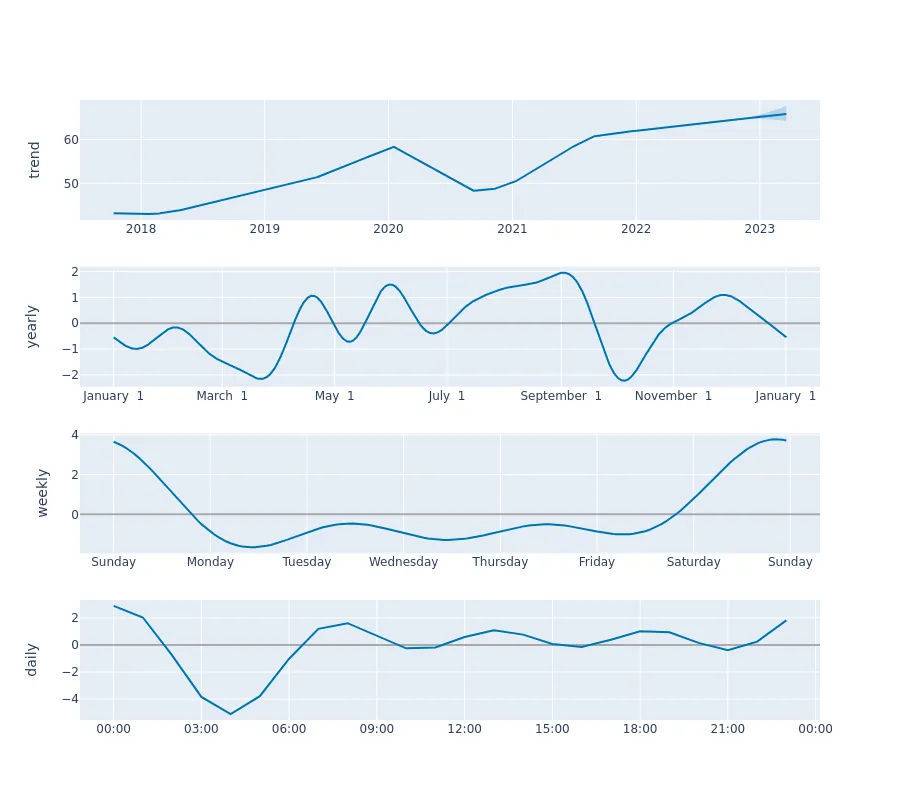 trend
60
50
2018 2019 2020 2021 2022 2023
yearly
2
1
0
−1
−2
January 1 March 1 May 1 July 1 September 1 November 1 January 1
weekly
4
2
0
Sunday Monday Tuesday Wednesday Thursday Friday Saturday Sunday
daily
2
0
−2
−4
00:00 03:00 06:00 09:00 12:00 15:00 18:00 21:00 00:00